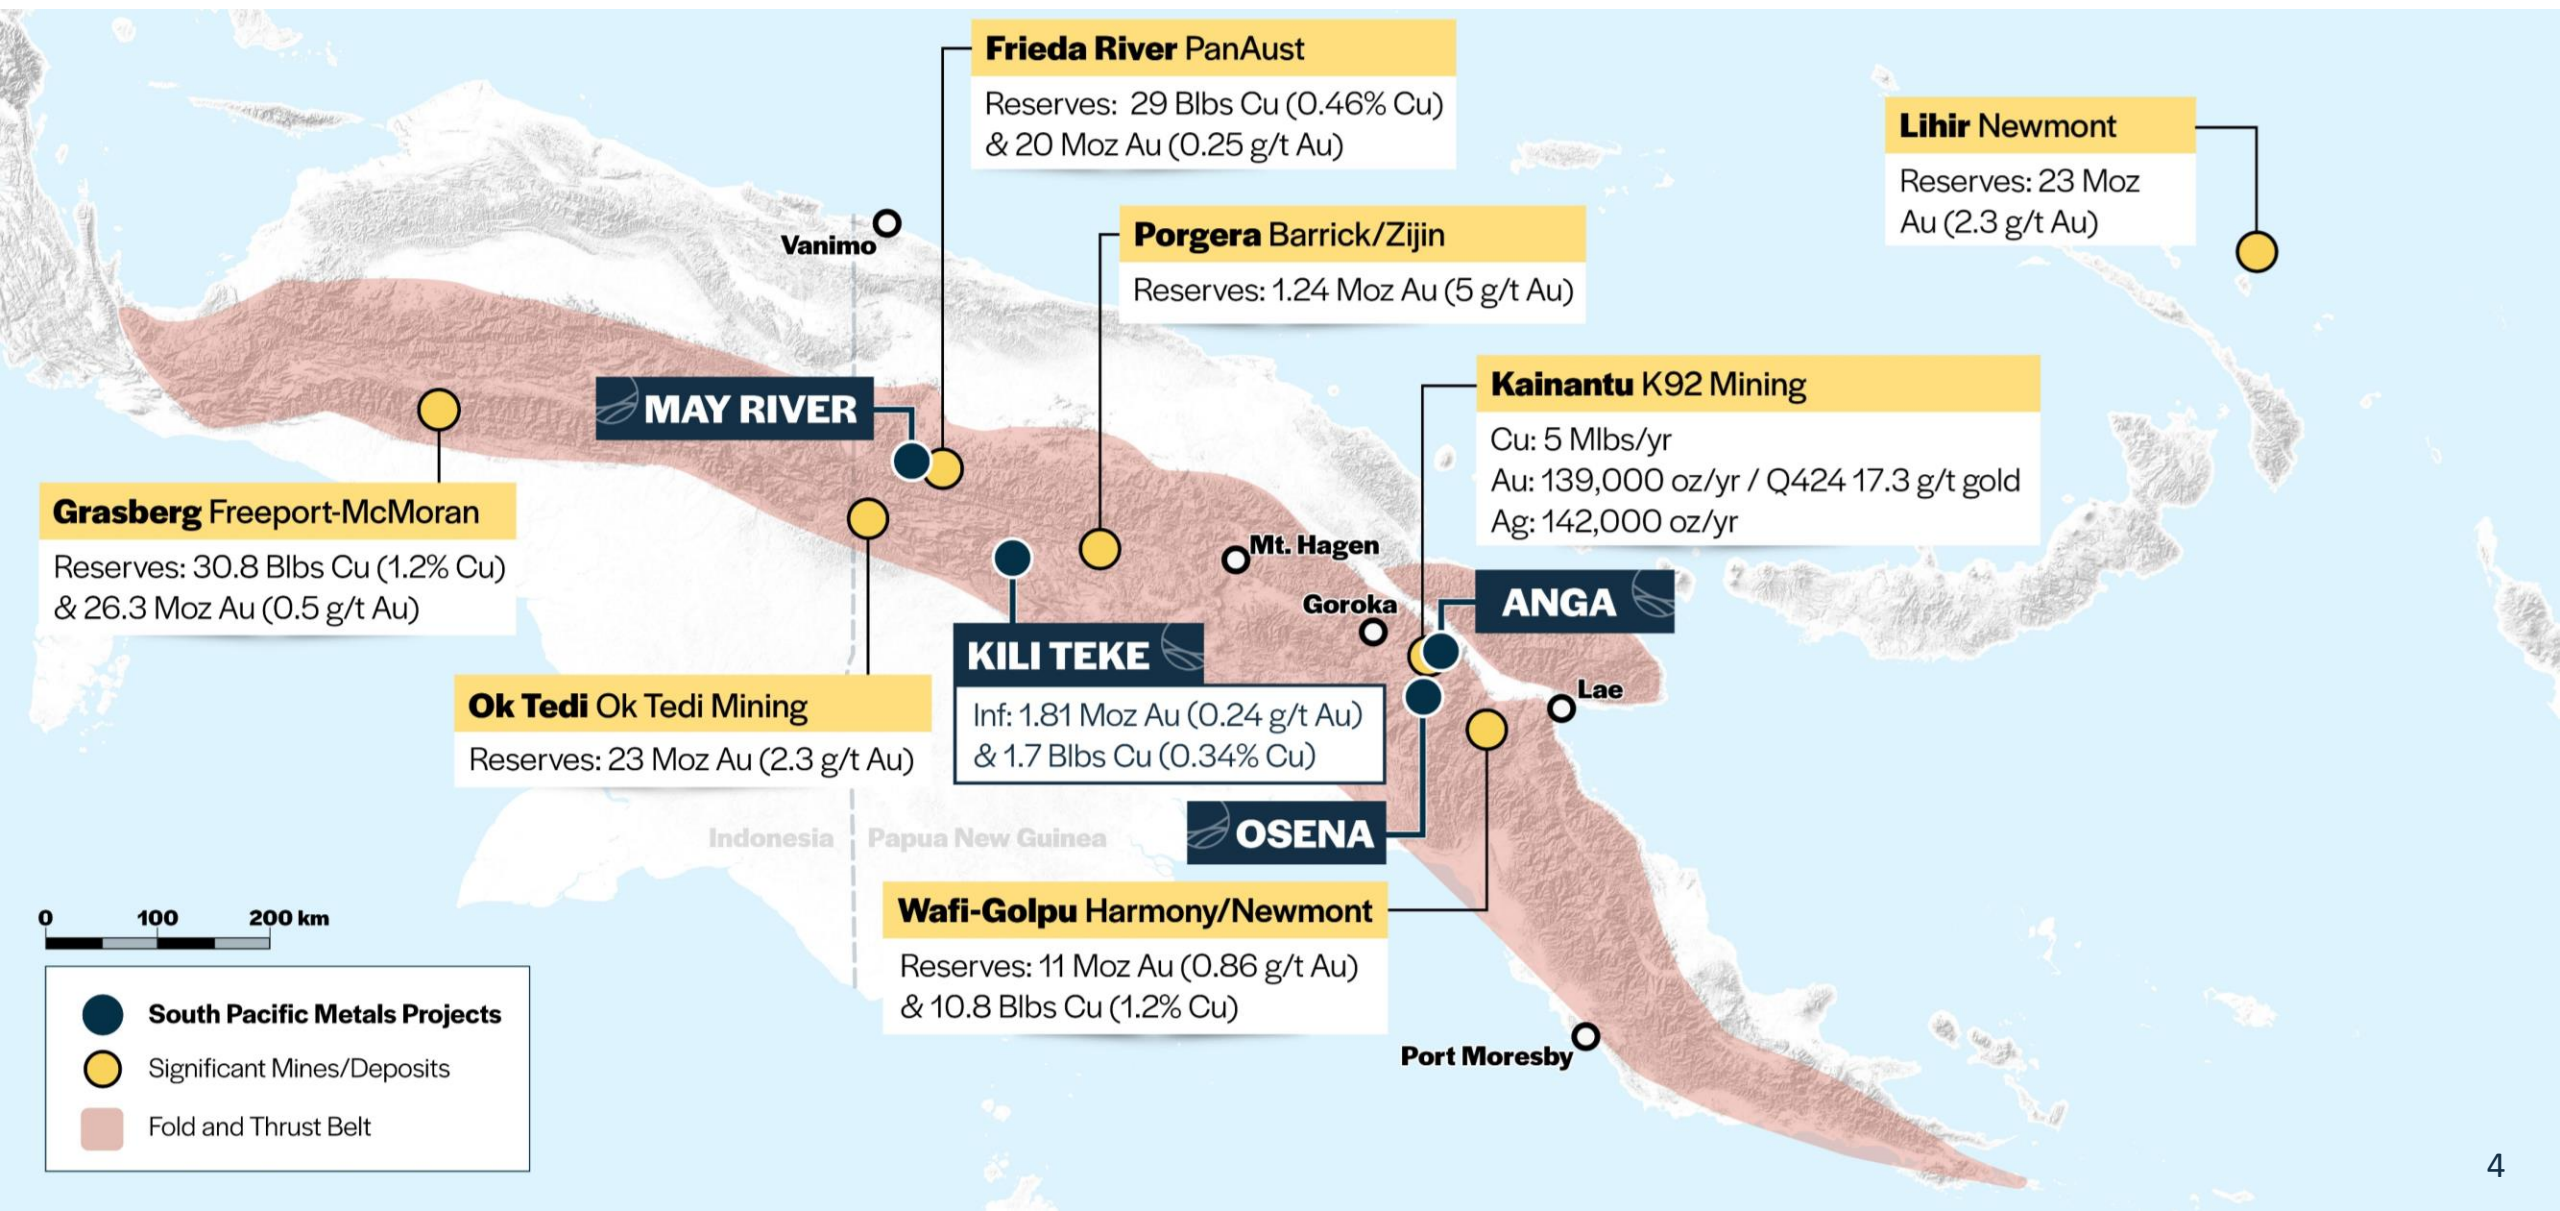 Frieda River PanAust
Reserves: 29 Blbs Cu (0.46% Cu)
& 20 Moz Au (0.25 g/t Au)
Lihir Newmont
Reserves: 23 Moz
Au (2.3 g/t Au)
Vanimo
Porgera Barrick/Zijin
Reserves: 1.24 Moz Au (5 g/t Au)
MAY RIVER
Kainantu K92 Mining
Cu: 5 Mlbs/yr
Au: 139,000 oz/yr / Q424 17.3 g/t gold
Ag: 142,000 oz/yr
Grasberg Freeport-McMoran
Reserves: 30.8 Blbs Cu (1.2% Cu)
& 26.3 Moz Au (0.5 g/t Au)
Mt. Hagen
Goroka
ANGA
KILI TEKE
Inf: 1.81 Moz Au (0.24 g/t Au)
& 1.7 Blbs Cu (0.34% Cu)
Lae
Ok Tedi Ok Tedi Mining
Reserves: 23 Moz Au (2.3 g/t Au)
Indonesia
Papua New Guinea
OSENA
Wafi-Golpu Harmony/Newmont
Reserves: 11 Moz Au (0.86 g/t Au)
& 10.8 Blbs Cu (1.2% Cu)
Port Moresby
0 100 200 km
South Pacific Metals Projects
Significant Mines/Deposits
Fold and Thrust Belt
4